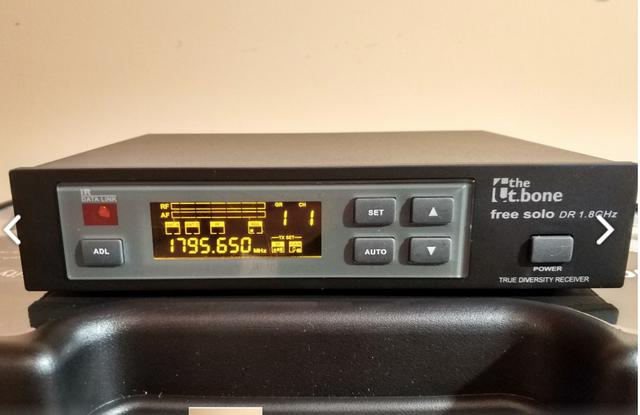 IR
DATA LINK
ADL
RF
AF
GR CH
1 1
TX SET
1795.650 MHz
SET
AUTO
the
t.bone
free solo DR 1.8GHz
POWER
TRUE DIVERSITY RECEIVER